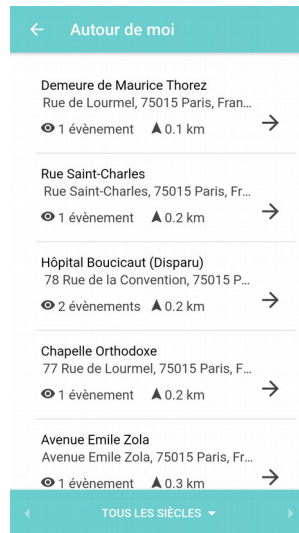 Autour de moi
Demeure de Maurice Thorez
Rue de Lourmel, 75015 Paris, Fran...
1 évènement 0.1 km
Rue Saint-Charles
Rue Saint-Charles, 75015 Paris, Fr...
1 évènement 0.2 km
Hôpital Boucicaut (Disparu)
78 Rue de la Convention, 75015 P...
2 évènements 0.2 km
Chapelle Orthodoxe
77 Rue de Lourmel, 75015 Paris, F...
1 évènement 0.2 km
Avenue Emile Zola
Avenue Emile Zola, 75015 Paris, Fr...
1 évènement 0.3 km
TOUS LES SIÈCLES